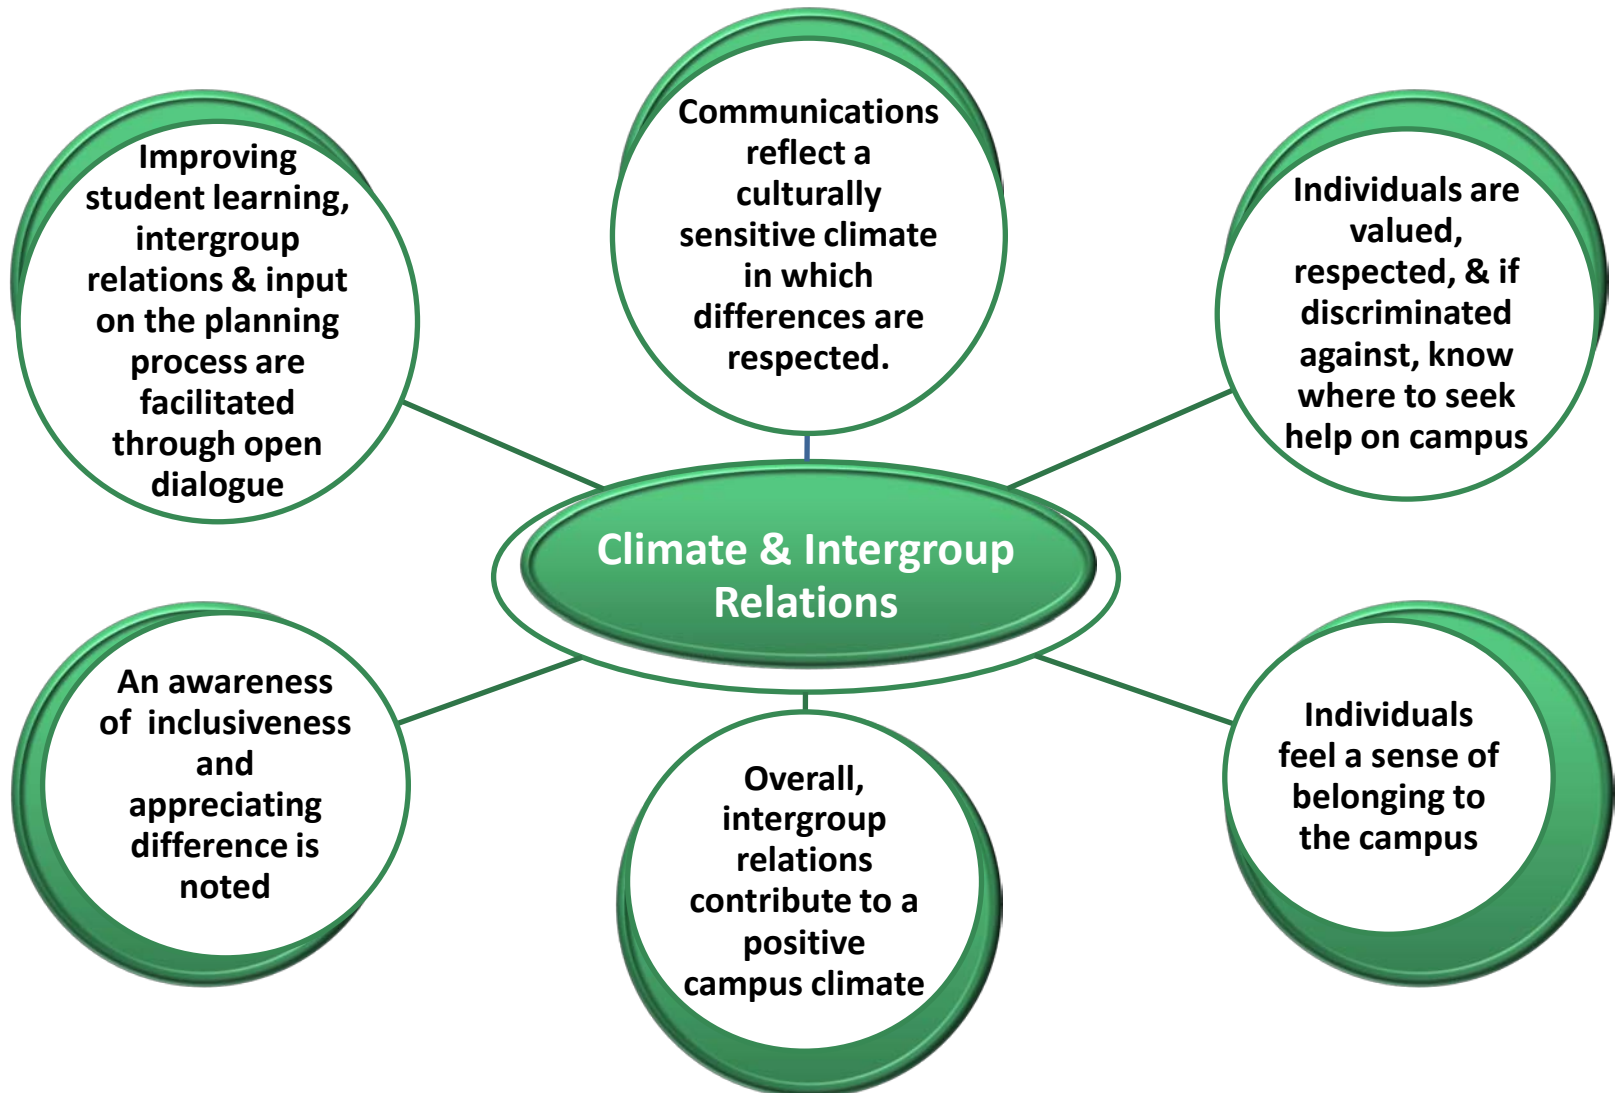 Communications
reflect a
culturally
sensitive climate
in which
differences are
respected.
Improving
student learning,
intergroup
relations & input
on the planning
process are
facilitated
through open
dialogue
Individuals are
valued,
respected, & if
discriminated
against, know
where to seek
help on campus
Climate & Intergroup
Relations
An awareness
of  inclusiveness
and
appreciating
difference is
noted
Overall,
intergroup
relations
contribute to a
positive
campus climate
Individuals
feel a sense of
belonging to
the campus